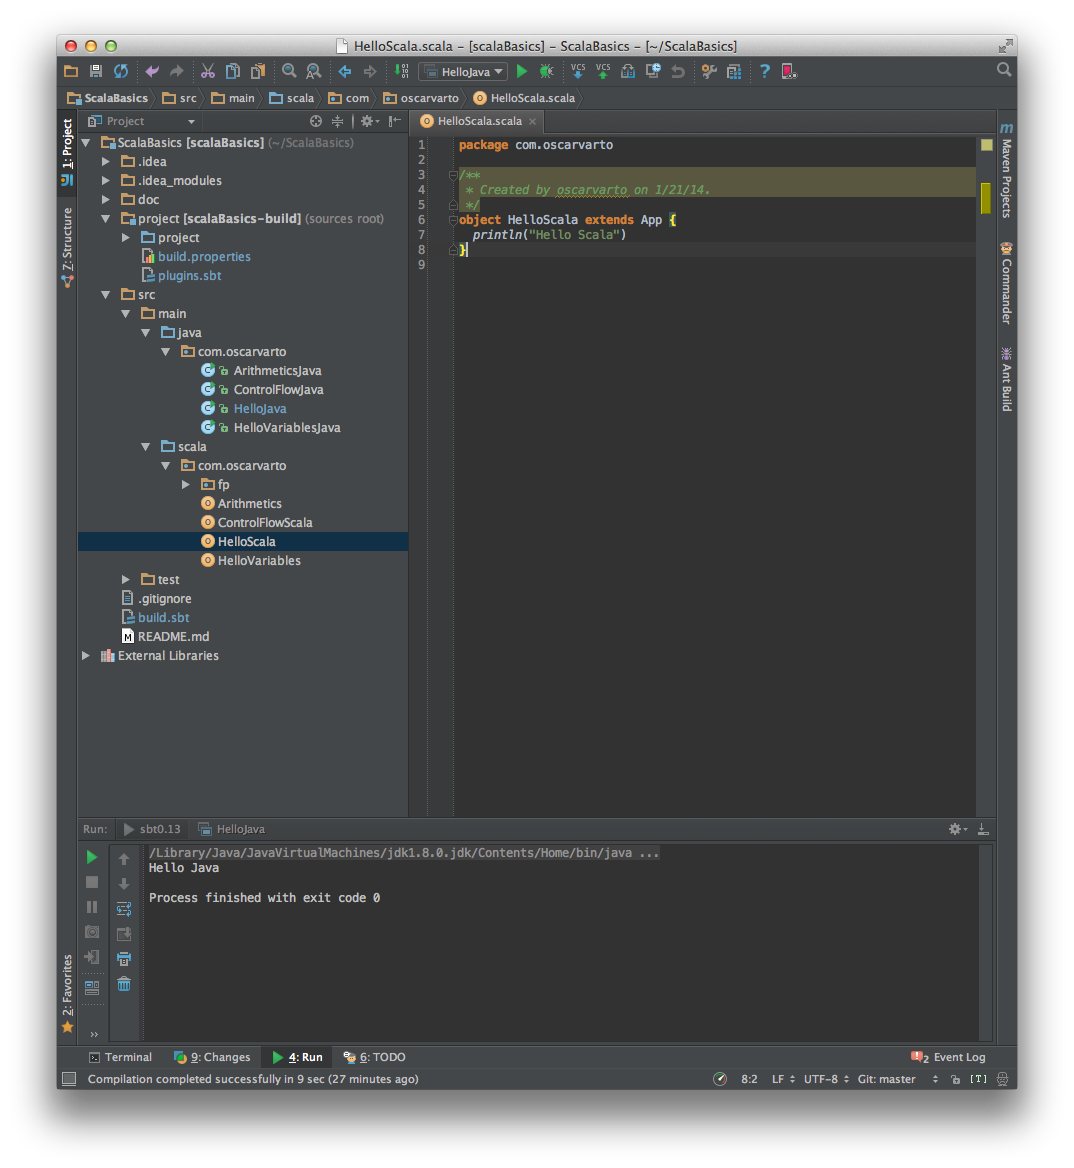 HelloScala.scala – [scalaBasics] – ScalaBasics – [~/ScalaBasics]
HelloJava
VCS VCS
ScalaBasics src main scala com oscarvarto HelloScala.scala
1: Project
Z: Structure
2: Favorites
Project
ScalaBasics [scalaBasics] (~/ScalaBasics)
.idea
.idea_modules
doc
project [scalaBasics-build] (sources root)
project
build.properties
plugins.sbt
src
main
java
com.oscarvarto
ArithmeticsJava
ControlFlowJava
HelloJava
HelloVariablesJava
scala
com.oscarvarto
fp
Arithmetics
ControlFlowScala
HelloScala
HelloVariables
test
.gitignore
build.sbt
README.md
External Libraries
HelloScala.scala
1 package com.oscarvarto
2
3 /**
4 * Created by oscarvarto on 1/21/14.
5 */
6 object HelloScala extends App {
7 println("Hello Scala")
8 }
9
Maven Projects
Commander
Ant Build
Run: sbt0.13 HelloJava
/Library/Java/JavaVirtualMachines/jdk1.8.0.jdk/Contents/Home/bin/java ...
Hello Java
Process finished with exit code 0
Terminal 9: Changes 4: Run 6: TODO 2 Event Log
Compilation completed successfully in 9 sec (27 minutes ago) 8:2 LF UTF-8 Git: master [T]